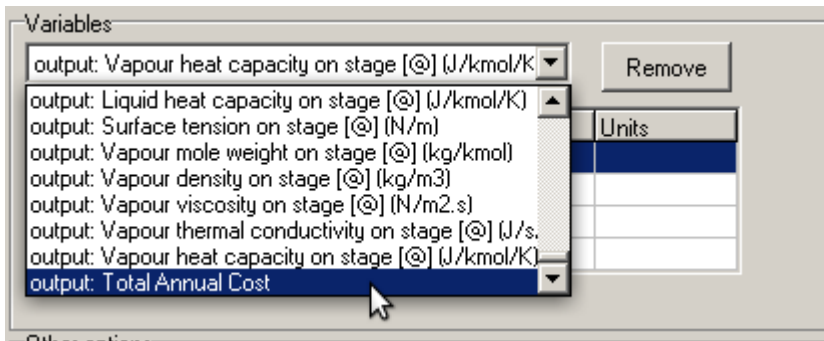 Variables
output: Vapour heat capacity on stage [@] (J/kmol/K
Remove
output: Liquid heat capacity on stage [@] (J/kmol/K)
Units
output: Surface tension on stage [@] (N/m)
output: Vapour mole weight on stage [@] (kg/kmol)
output: Vapour density on stage [@] (kg/m3)
output: Vapour viscosity on stage [@] (N/m2.s)
output: Vapour thermal conductivity on stage [@] (J/s.
output: Vapour heat capacity on stage [@] (J/kmol/K)
output: Total Annual Cost
Other options